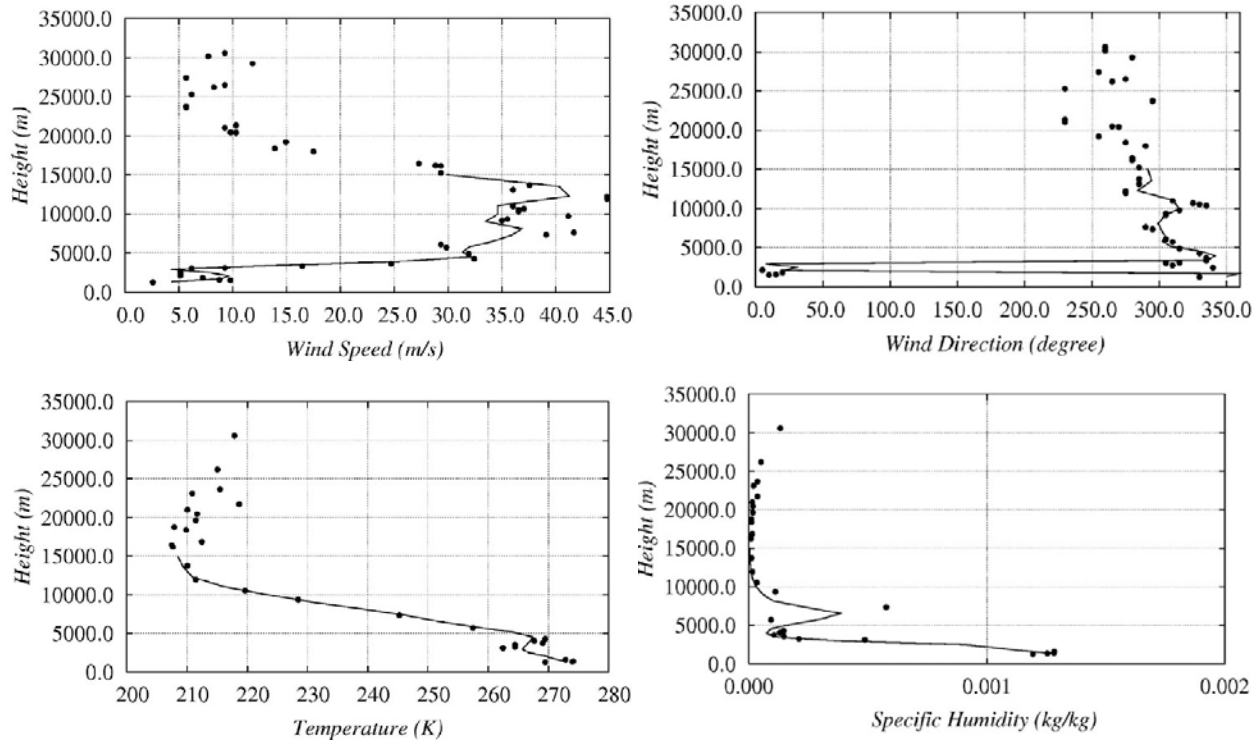 35000.0
30000.0
25000.0
20000.0
15000.0
10000.0
5000.0
0.0
Height (m)
0.0 5.0 10.0 15.0 20.0 25.0 30.0 35.0 40.0 45.0
Wind Speed (m/s)
35000.0
30000.0
25000.0
20000.0
15000.0
10000.0
5000.0
0.0
Height (m)
0.0 50.0 100.0 150.0 200.0 250.0 300.0 350.0
Wind Direction (degree)
35000.0
30000.0
25000.0
20000.0
15000.0
10000.0
5000.0
0.0
Height (m)
200 210 220 230 240 250 260 270 280
Temperature (K)
35000.0
30000.0
25000.0
20000.0
15000.0
10000.0
5000.0
0.0
Height (m)
0.000 0.001 0.002
Specific Humidity (kg/kg)